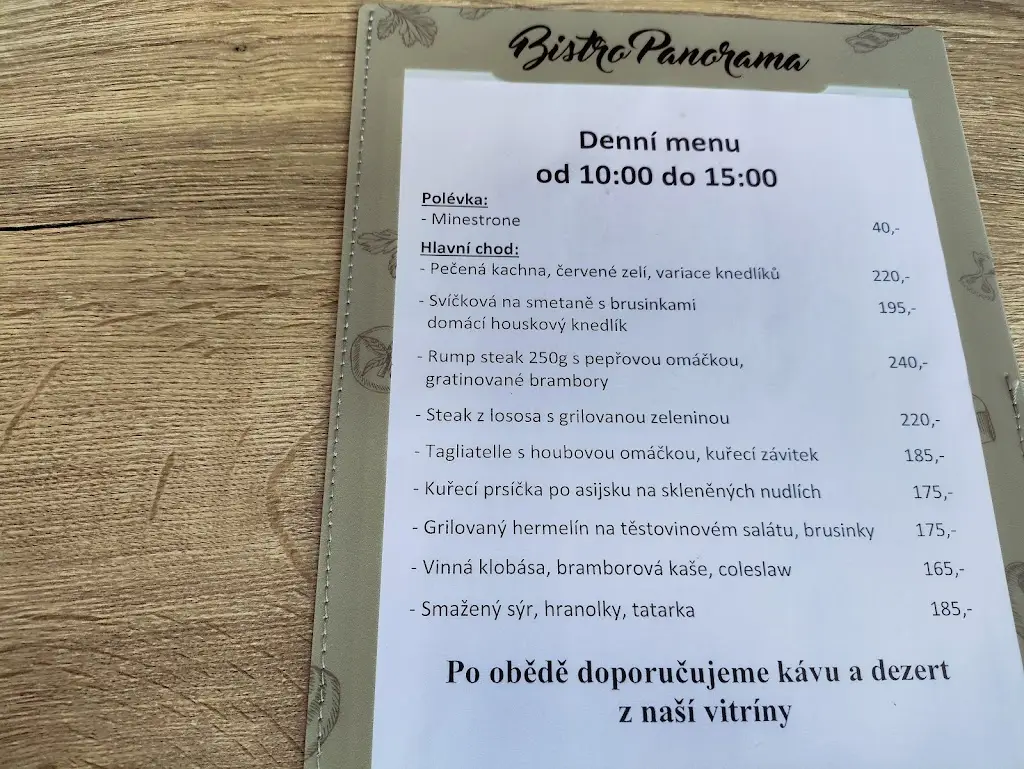 Bistro Panorama
Denní menu
od 10:00 do 15:00
Polévka:
- Minestrone 40,-
Hlavní chod:
- Pečená kachna, červené zelí, variace knedlíků 220,-
- Svíčková na smetaně s brusinkami 195,-
domácí houskový knedlík
- Rump steak 250g s pepřovou omáčkou, 240,-
gratinované brambory
- Steak z lososa s grilovanou zeleninou 220,-
- Tagliatelle s houbovou omáčkou, kuřecí závitek 185,-
- Kuřecí prsíčka po asijsku na skleněných nudlích 175,-
- Grilovaný hermelín na těstovinovém salátu, brusinky 175,-
- Vinná klobása, bramborová kaše, coleslaw 165,-
- Smažený sýr, hranolky, tatarka 185,-
Po obědě doporučujeme kávu a dezert
z naší vitríny